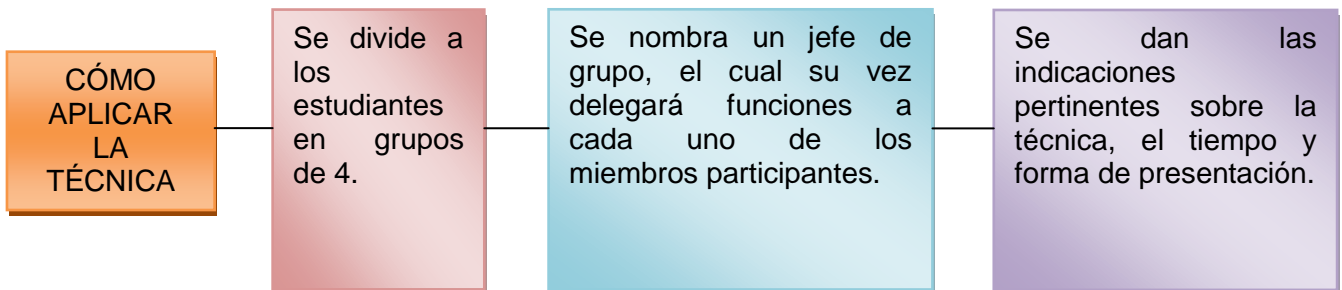 CÓMO
APLICAR
LA
TÉCNICA
Se divide a
los
estudiantes
en grupos
de 4.
Se nombra un jefe de
grupo, el cual su vez
delegará funciones a
cada uno de los
miembros participantes.
Se dan las
indicaciones
pertinentes sobre la
técnica, el tiempo y
forma de presentación.